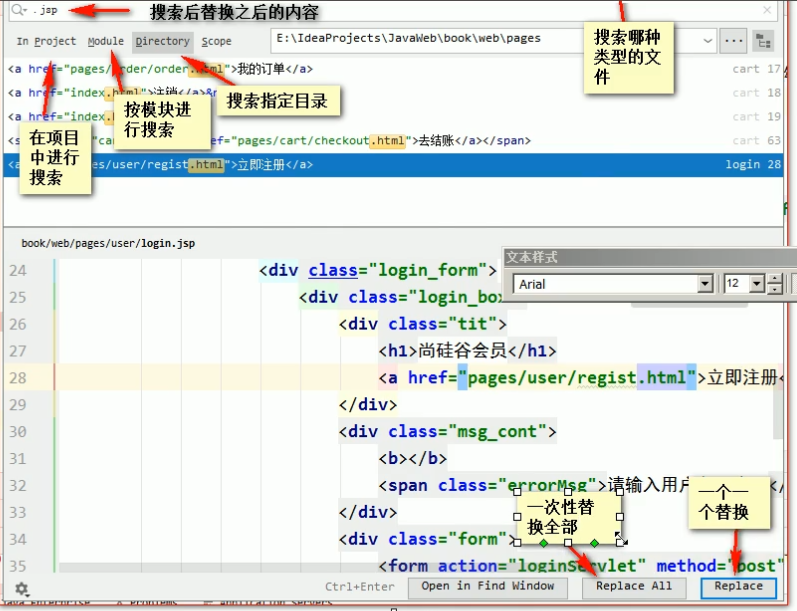 .jsp
搜索后替换之后的内容
In Project Module Directory Scope
E:\IdeaProjects\JavaWeb\book\web\pages
搜索哪种
类型的文
件
<a href="pages/order/order.html">我的订单</a>
cart 17
<a href="index.html">注销</a>&n
cart 18
<a href="index.h
cart 19
href="pages/cart/checkout.html">去结账</a></span>
cart 63
es/user/regist.html">立即注册</a>
login 28
按模块进
行搜索
搜索指定目录
在项目
中进行
搜索
book/web/pages/user/login.jsp
文本样式
Arial
12
24 <div class="login_form">
25 <div class="login_box
26 <div class="tit">
27 <h1>尚硅谷会员</h1>
28 <a href="pages/user/regist.html">立即注册<
29 </div>
30 <div class="msg_cont">
31 <b></b>
32 <span class="errorMsg">请输入用户
33 </div>
34 <div class="form">
35 <form action="loginServlet" method="post"
一次性替
换全部
一个一
个替换
Ctrl+Enter
Open in Find Window
Replace All
Replace